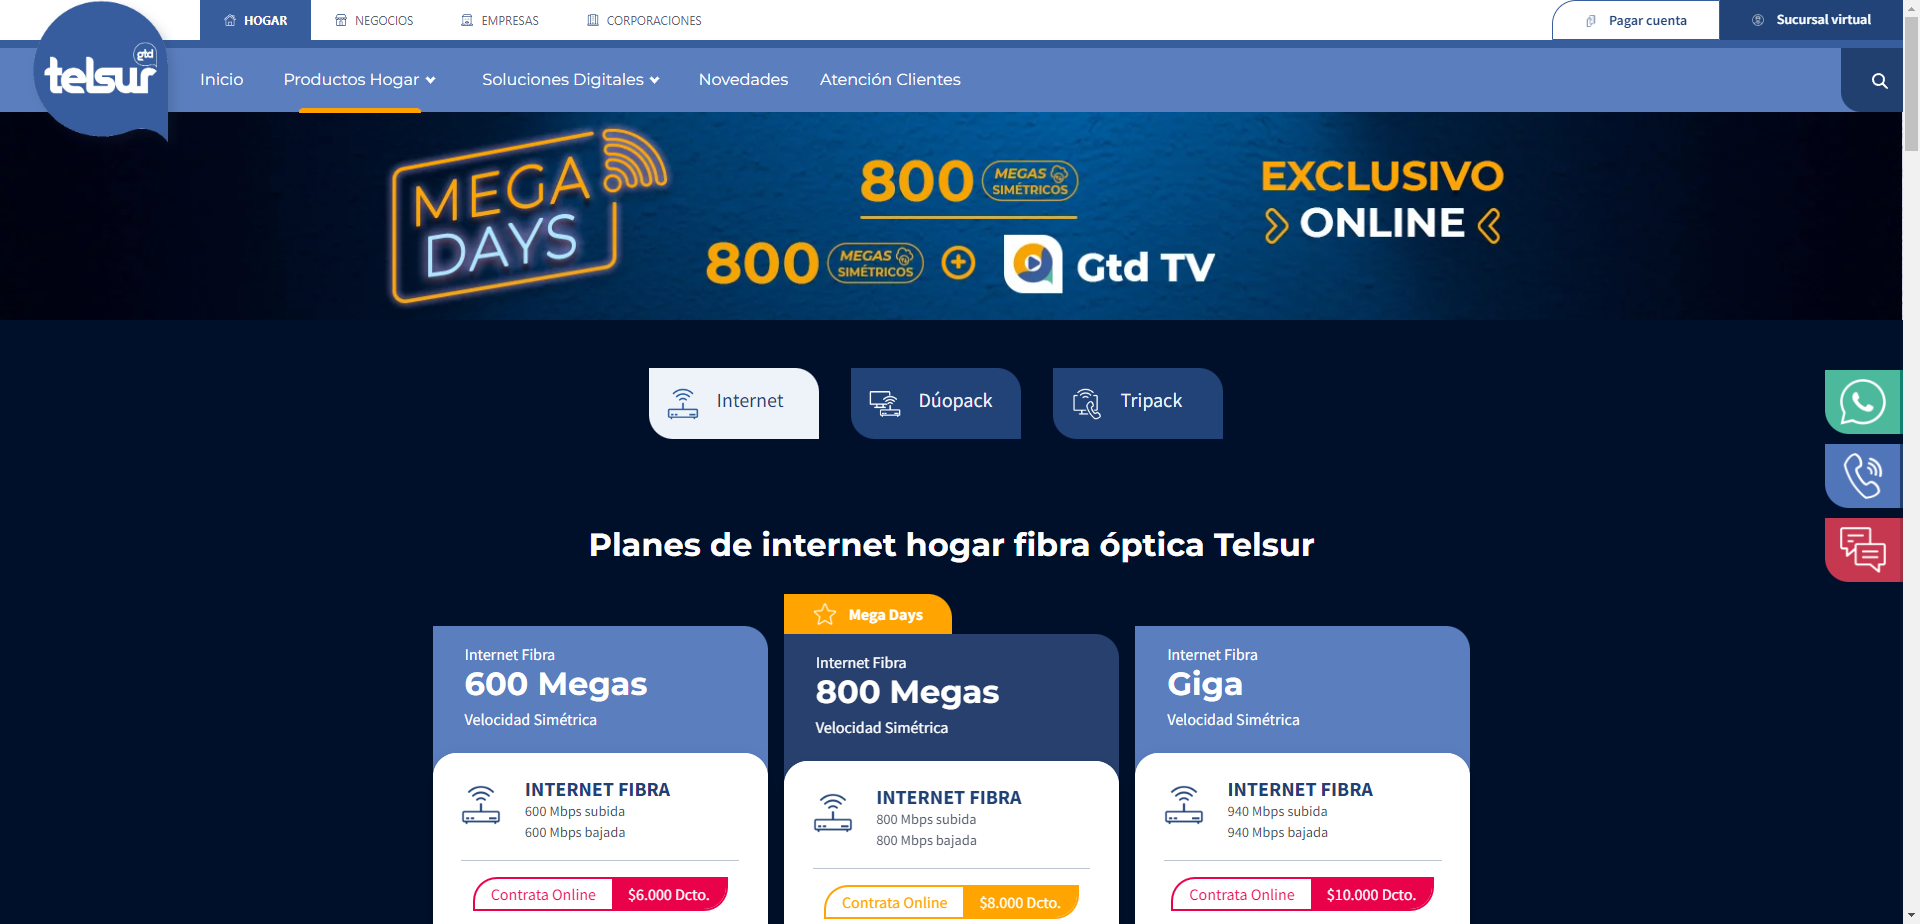 HOGAR
NEGOCIOS
EMPRESAS
CORPORACIONES
Pagar cuenta
Sucursal virtual
gtd
telsur
Inicio
Productos Hogar
Soluciones Digitales
Novedades
Atención Clientes
MEGA
DAYS
800 MEGAS
SIMÉTRICOS
800 MEGAS
SIMÉTRICOS
Gtd TV
EXCLUSIVO
ONLINE
Internet
Dúopack
Tripack
Planes de internet hogar fibra óptica Telsur
Internet Fibra
600 Megas
Velocidad Simétrica
INTERNET FIBRA
600 Mbps subida
600 Mbps bajada
Contrata Online $6.000 Dcto.
Mega Days
Internet Fibra
800 Megas
Velocidad Simétrica
INTERNET FIBRA
800 Mbps subida
800 Mbps bajada
Contrata Online $8.000 Dcto.
Internet Fibra
Giga
Velocidad Simétrica
INTERNET FIBRA
940 Mbps subida
940 Mbps bajada
Contrata Online $10.000 Dcto.